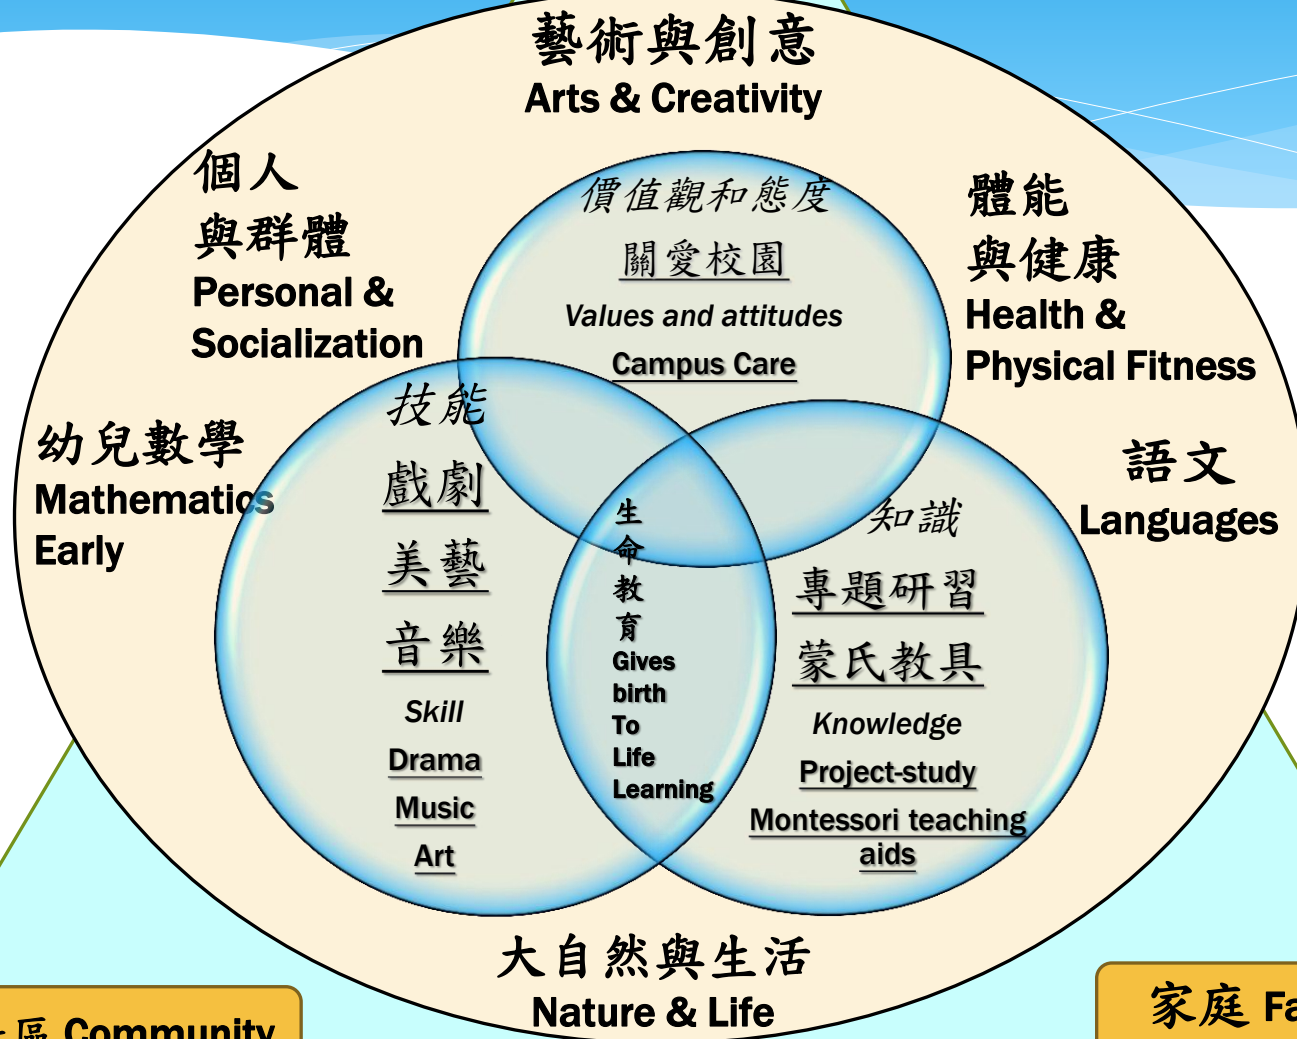 藝術與創意
Arts & Creativity
個人
與群體
Personal &
Socialization
體能
與健康
Health &
Physical Fitness
幼兒數學
Mathematics
Early
語文
Languages
價值觀和態度
關愛校園
Values and attitudes
Campus Care
技能
戲劇
美藝
音樂
Skill
Drama
Music
Art
生
命
教
育
Gives
birth
To
Life
Learning
知識
專題研習
蒙氏教具
Knowledge
Project-study
Montessori teaching
aids
大自然與生活
Nature & Life
區 Community
家庭 Fa